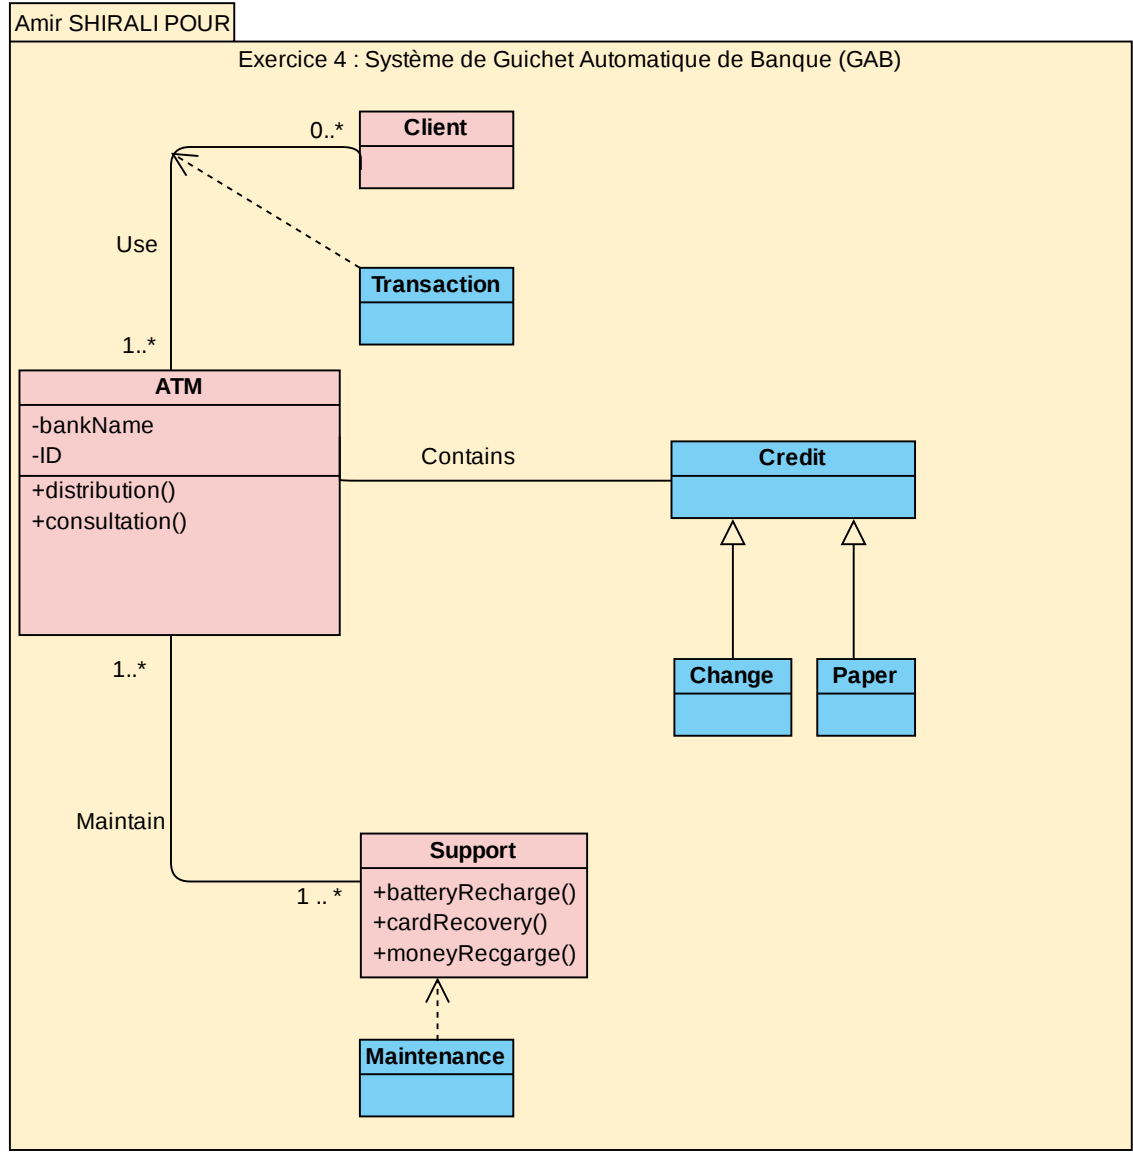 Amir SHIRALI POUR
Exercice 4 : Système de Guichet Automatique de Banque (GAB)
0..*
Client
Use
Transaction
1..*
ATM
-bankName
-ID
+distribution()
+consultation()
Contains
Credit
1..*
Change
Paper
Maintain
Support
1 .. *
+batteryRecharge()
+cardRecovery()
+moneyRecgarge()
Maintenance